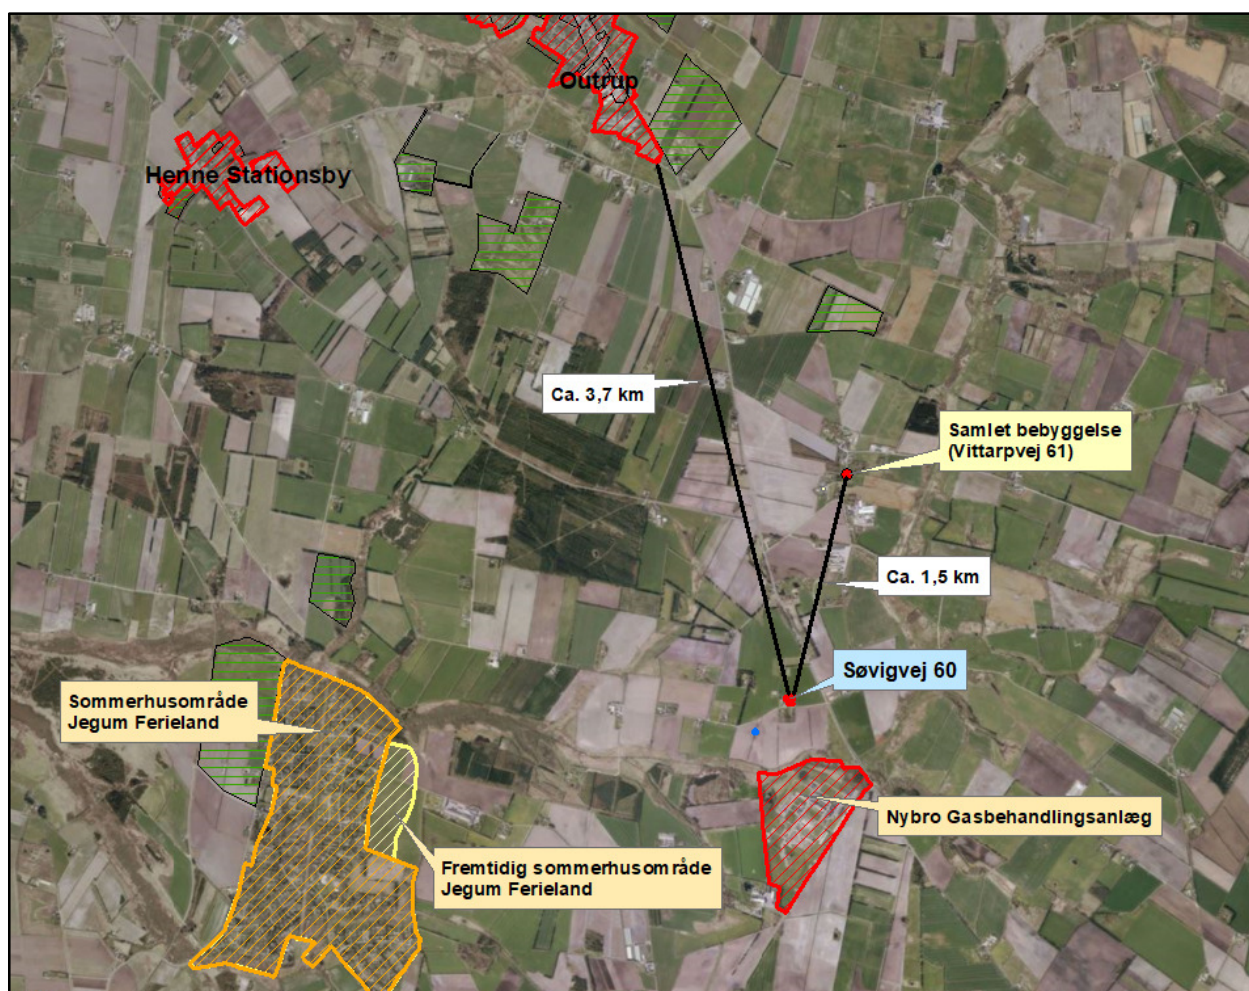 Outrup
Henne Stationsby
Ca. 3,7 km
Samlet bebyggelse
(Vittarpvej 61)
Ca. 1,5 km
Søvigvej 60
Sommerhusområde
Jegum Ferieland
Nybro Gasbehandlingsanlæg
Fremtidig sommerhusområde
Jegum Ferieland